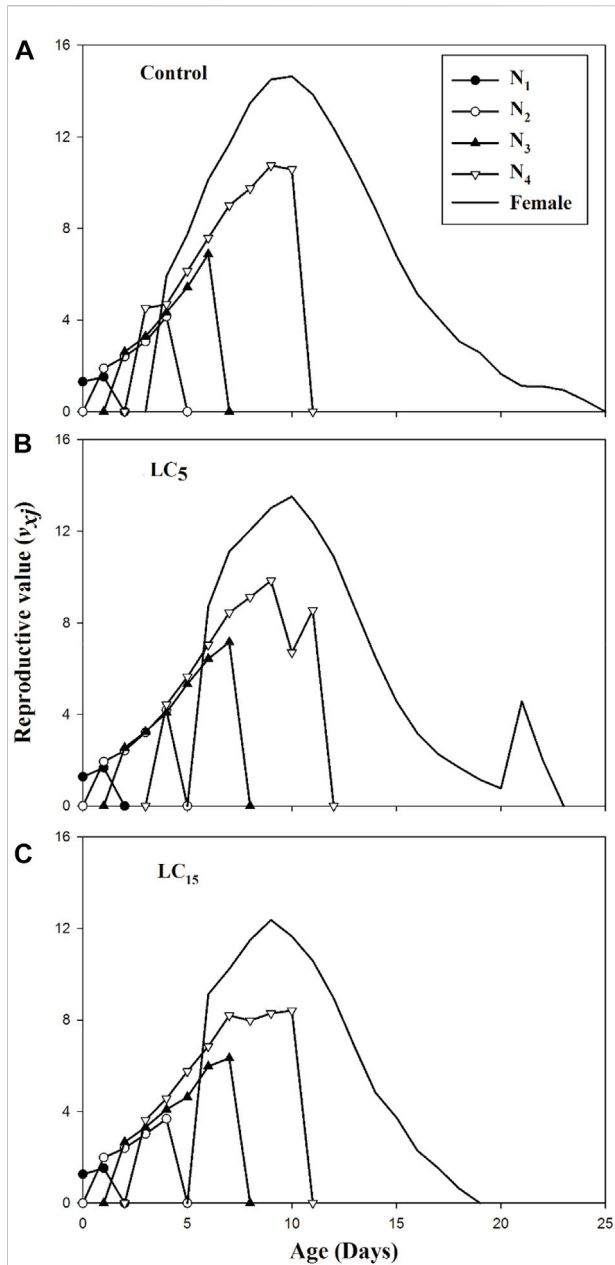 A
Control
N₁
N₂
N₃
N₄
Female
16
12
8
4
0
B
LC₅
16
12
8
4
0
Reproductive value (vxj)
C
LC₁₅
16
12
8
4
0
0 5 10 15 20 25
Age (Days)